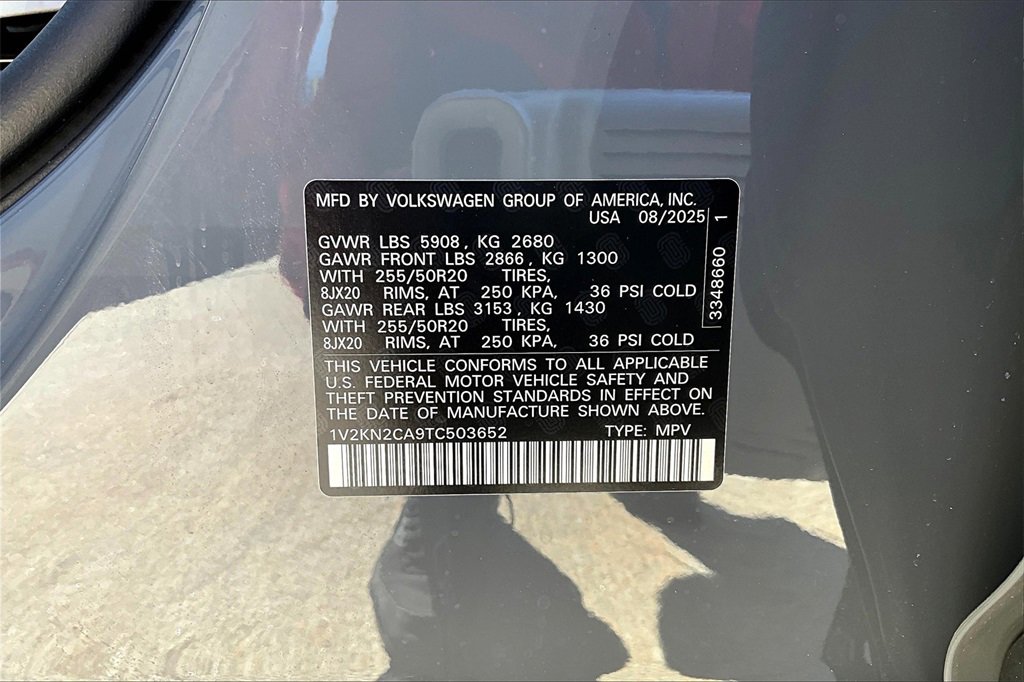 MFD BY VOLKSWAGEN GROUP OF AMERICA, INC.
USA 08/2025
GVWR LBS 5908, KG 2680
GAWR FRONT LBS 2866, KG 1300
WITH 255/50R20 TIRES,
8JX20 RIMS, AT 250 KPA, 36 PSI COLD
GAWR REAR LBS 3153, KG 1430
WITH 255/50R20 TIRES,
8JX20 RIMS, AT 250 KPA, 36 PSI COLD
3348660 1
THIS VEHICLE CONFORMS TO ALL APPLICABLE
U.S. FEDERAL MOTOR VEHICLE SAFETY AND
THEFT PREVENTION STANDARDS IN EFFECT ON
THE DATE OF MANUFACTURE SHOWN ABOVE.
1V2KN2CA9TC503652 TYPE: MPV